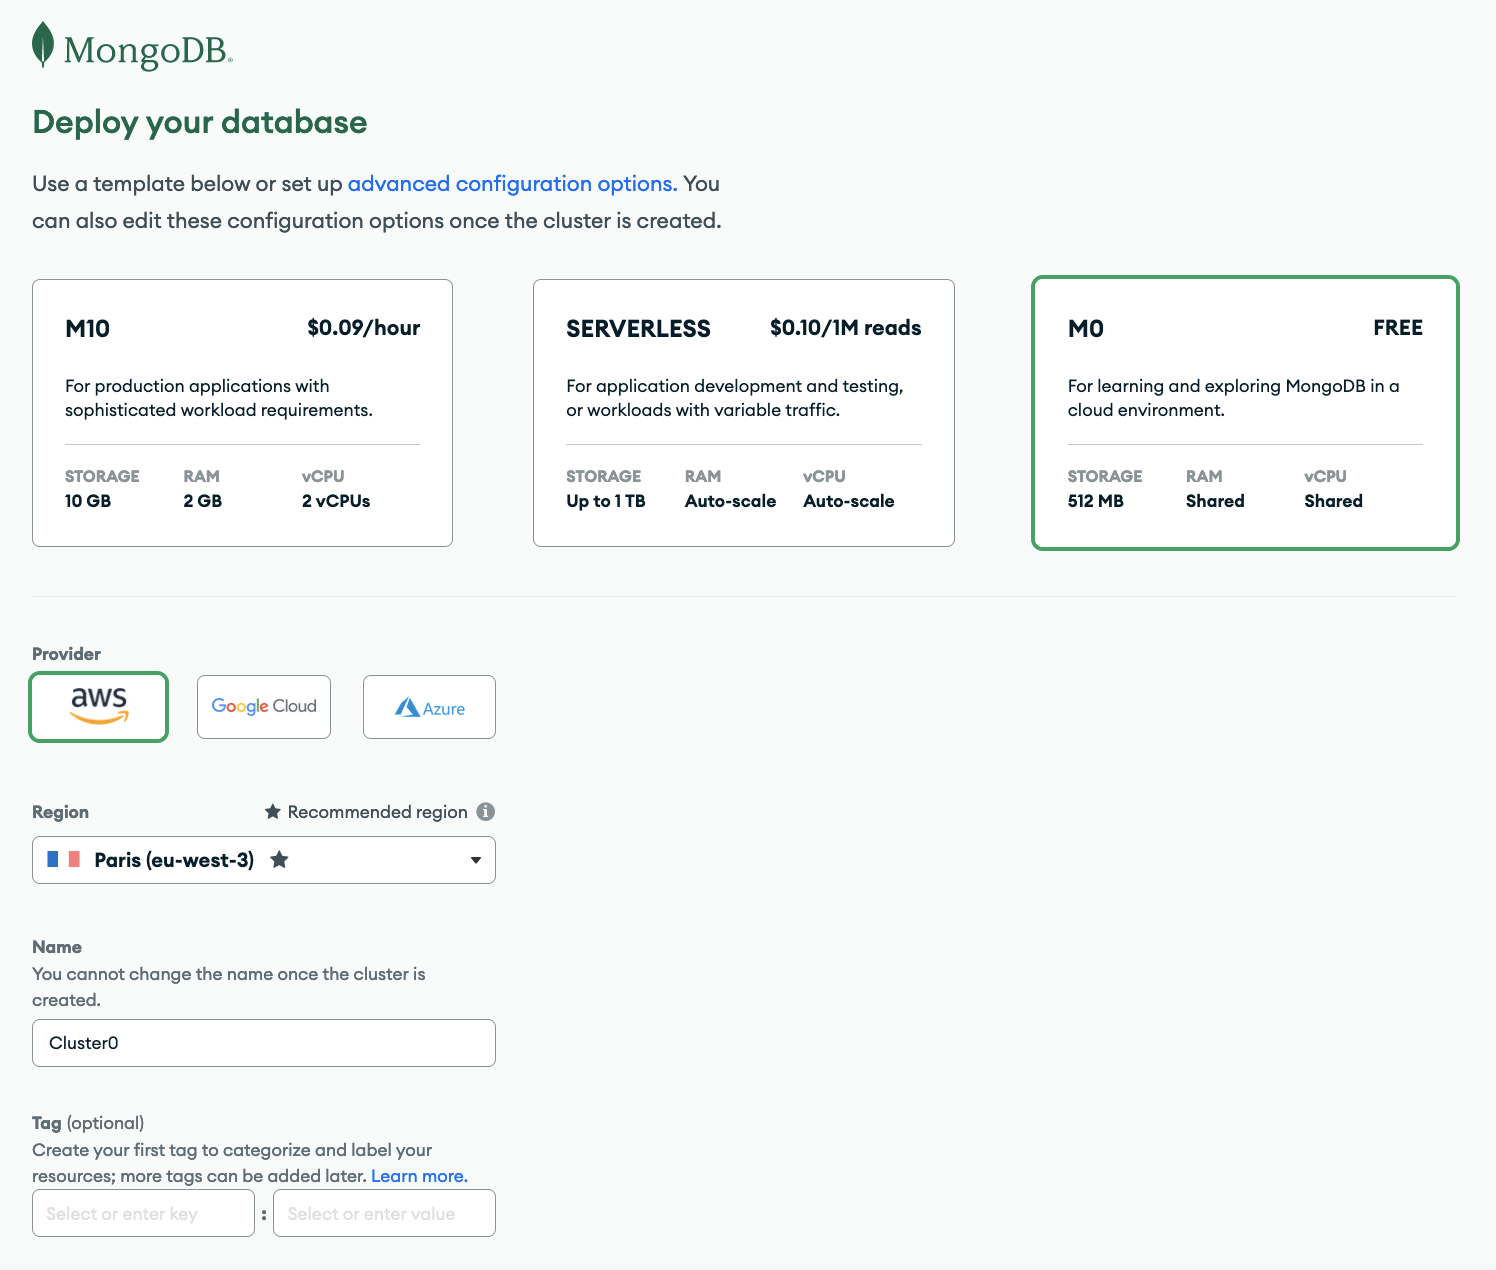 MongoDB®
Deploy your database
Use a template below or set up advanced configuration options. You
can also edit these configuration options once the cluster is created.
M10 $0.09/hour
For production applications with
sophisticated workload requirements.
STORAGE RAM vCPU
10 GB 2 GB 2 vCPUs
SERVERLESS $0.10/1M reads
For application development and testing,
or workloads with variable traffic.
STORAGE RAM vCPU
Up to 1 TB Auto-scale Auto-scale
M0 FREE
For learning and exploring MongoDB in a
cloud environment.
STORAGE RAM vCPU
512 MB Shared Shared
Provider
aws Google Cloud Azure
Region ★ Recommended region
Paris (eu-west-3) ★
Name
You cannot change the name once the cluster is
created.
Cluster0
Tag (optional)
Create your first tag to categorize and label your
resources; more tags can be added later. Learn more.
Select or enter key : Select or enter value